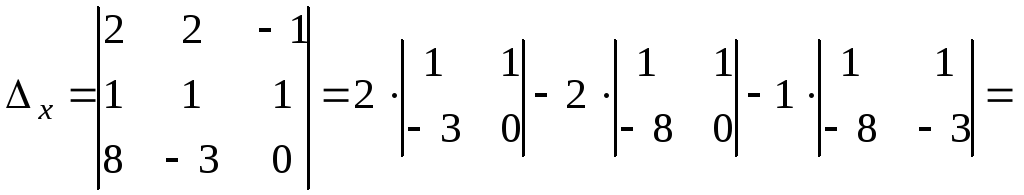 Δx = |2 2 -1; 1 1 1; 8 -3 0| = 2 · |1 1; -3 0| - 2 · |1 1; -8 0| - 1 · |1 1; -8 -3| =